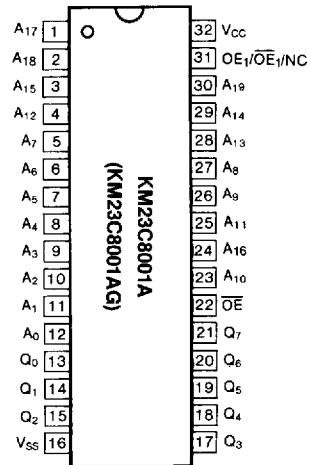 A17 1 32 VCC
A18 2 31 OE1/OE̅1/NC
A15 3 30 A19
A12 4 29 A14
A7 5 28 A13
A6 6 27 A8
A5 7 26 A9
A4 8 25 A11
A3 9 24 A16
A2 10 23 A10
A1 11 22 O̅E̅
A0 12 21 Q7
Q0 13 20 Q6
Q1 14 19 Q5
Q2 15 18 Q4
VSS 16 17 Q3
KM23C8001A
(KM23C8001AG)